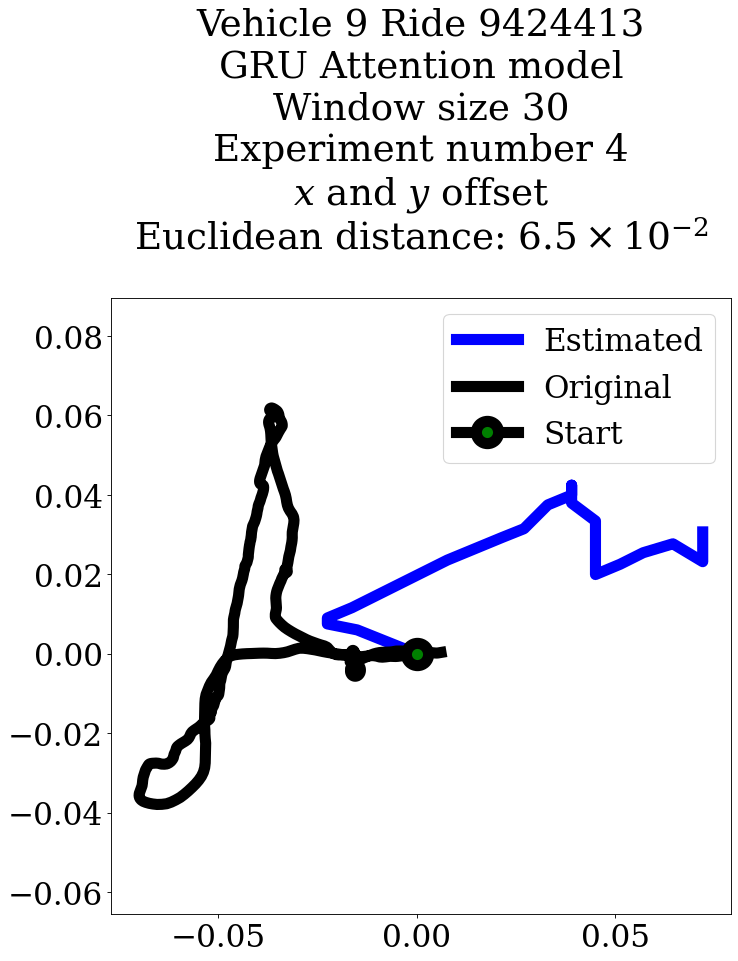 Vehicle 9 Ride 9424413
GRU Attention model
Window size 30
Experiment number 4
x and y offset
Euclidean distance: 6.5 × 10⁻²
Estimated
Original
Start
0.08
0.06
0.04
0.02
0.00
−0.02
−0.04
−0.06
−0.05
0.00
0.05